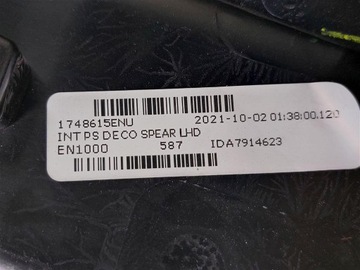 1748615ENU 2021-10-02 01:38:00.120
INT PS DECO SPEAR LHD
EN1000 587 IDA7914623